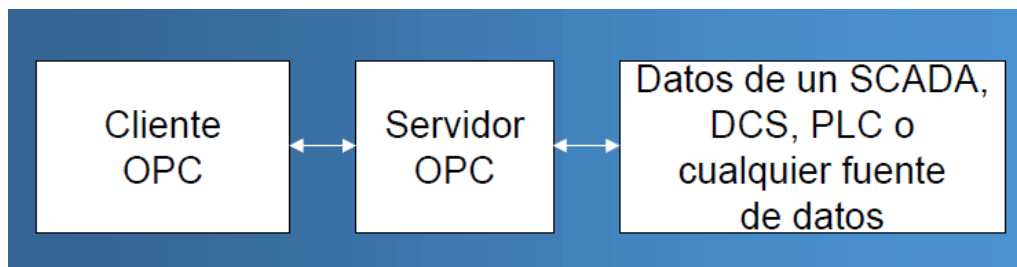 Cliente
OPC
Servidor
OPC
Datos de un SCADA,
DCS, PLC o
cualquier fuente
de datos